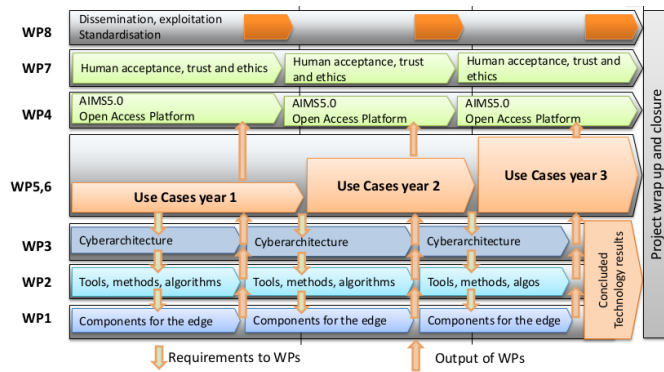 WP8
Dissemination, exploitation
Standardisation
WP7
Human acceptance, trust and ethics
Human acceptance, trust and
ethics
Human acceptance, trust and
ethics
WP4
AIMS5.0
Open Access Platform
AIMS5.0
Open Access Platform
AIMS5.0
Open Access Platform
WP5,6
Use Cases year 1
Use Cases year 2
Use Cases year 3
WP3
Cyberarchitecture
Cyberarchitecture
Cyberarchitecture
WP2
Tools, methods, algorithms
Tools, methods, algorithms
Tools, methods, algos
WP1
Components for the edge
Components for the edge
Components for the edge
Concluded
Technology results
Project wrap up and closure
Requirements to WPs
Output of WPs